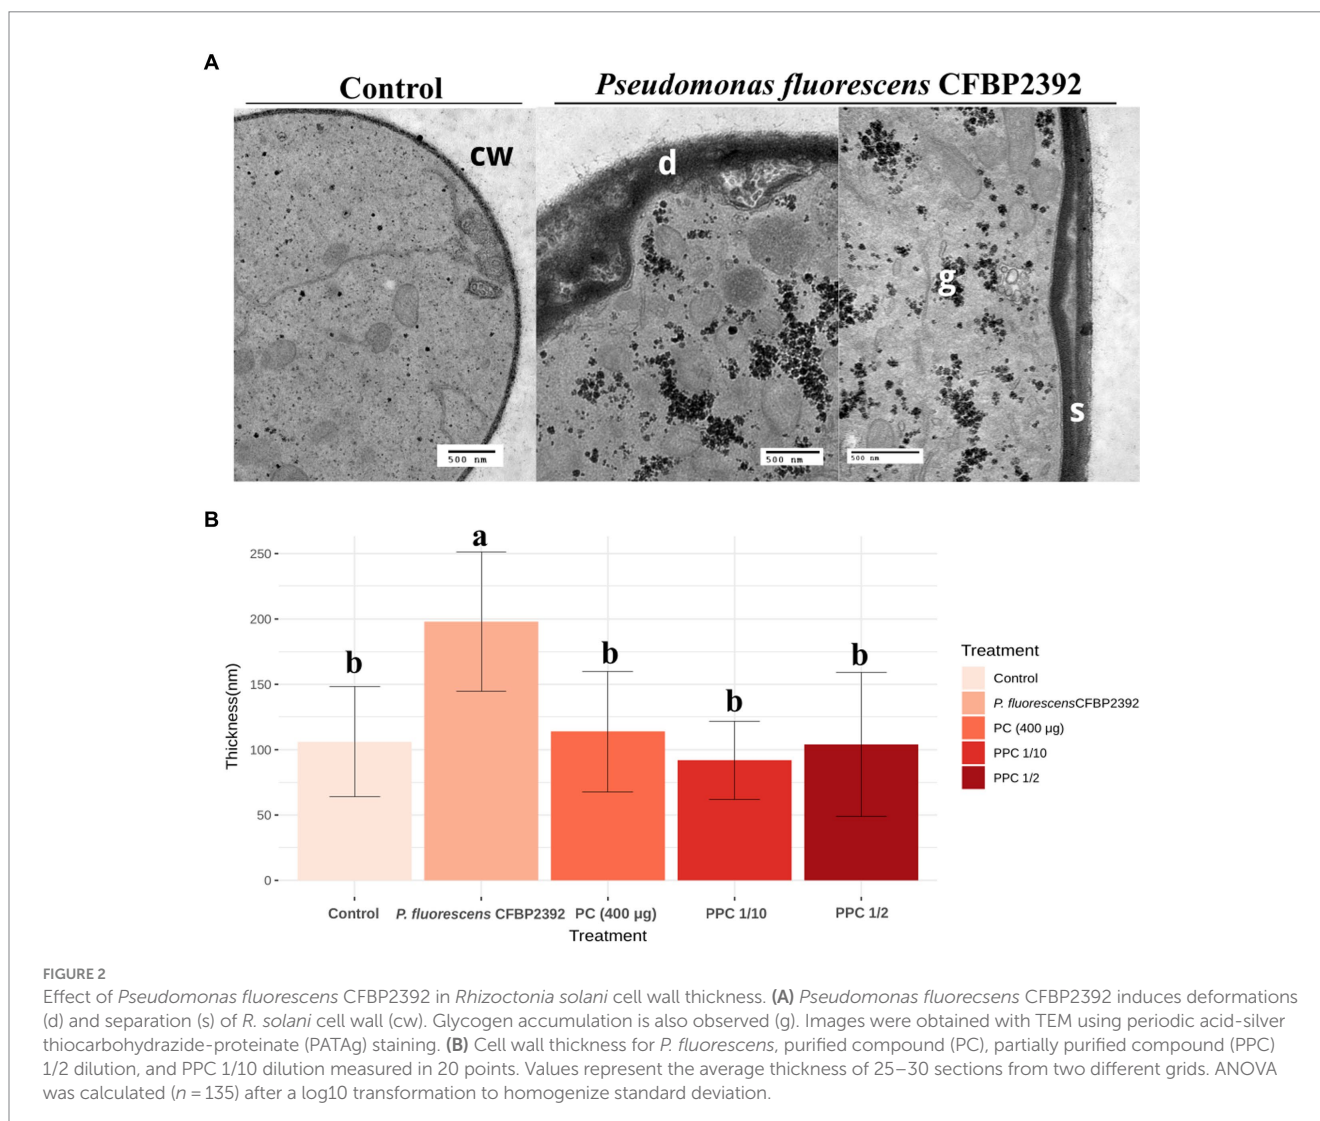 A
Control
Pseudomonas fluorescens CFBP2392
cw
d
g
s
500 nm
500 nm
500 nm
B
a
b
b
b
b
250
200
150
100
50
0
Thickness(nm)
Control
P. fluorescens CFBP2392
PC (400 µg)
PPC 1/10
PPC 1/2
Treatment
Treatment
Control
P. fluorescensCFBP2392
PC (400 µg)
PPC 1/10
PPC 1/2
FIGURE 2
Effect of Pseudomonas fluorescens CFBP2392 in Rhizoctonia solani cell wall thickness. (A) Pseudomonas fluorecsens CFBP2392 induces deformations
(d) and separation (s) of R. solani cell wall (cw). Glycogen accumulation is also observed (g). Images were obtained with TEM using periodic acid-silver
thiocarbohydrazide-proteinate (PATAg) staining. (B) Cell wall thickness for P. fluorescens, purified compound (PC), partially purified compound (PPC)
1/2 dilution, and PPC 1/10 dilution measured in 20 points. Values represent the average thickness of 25–30 sections from two different grids. ANOVA
was calculated (n = 135) after a log10 transformation to homogenize standard deviation.